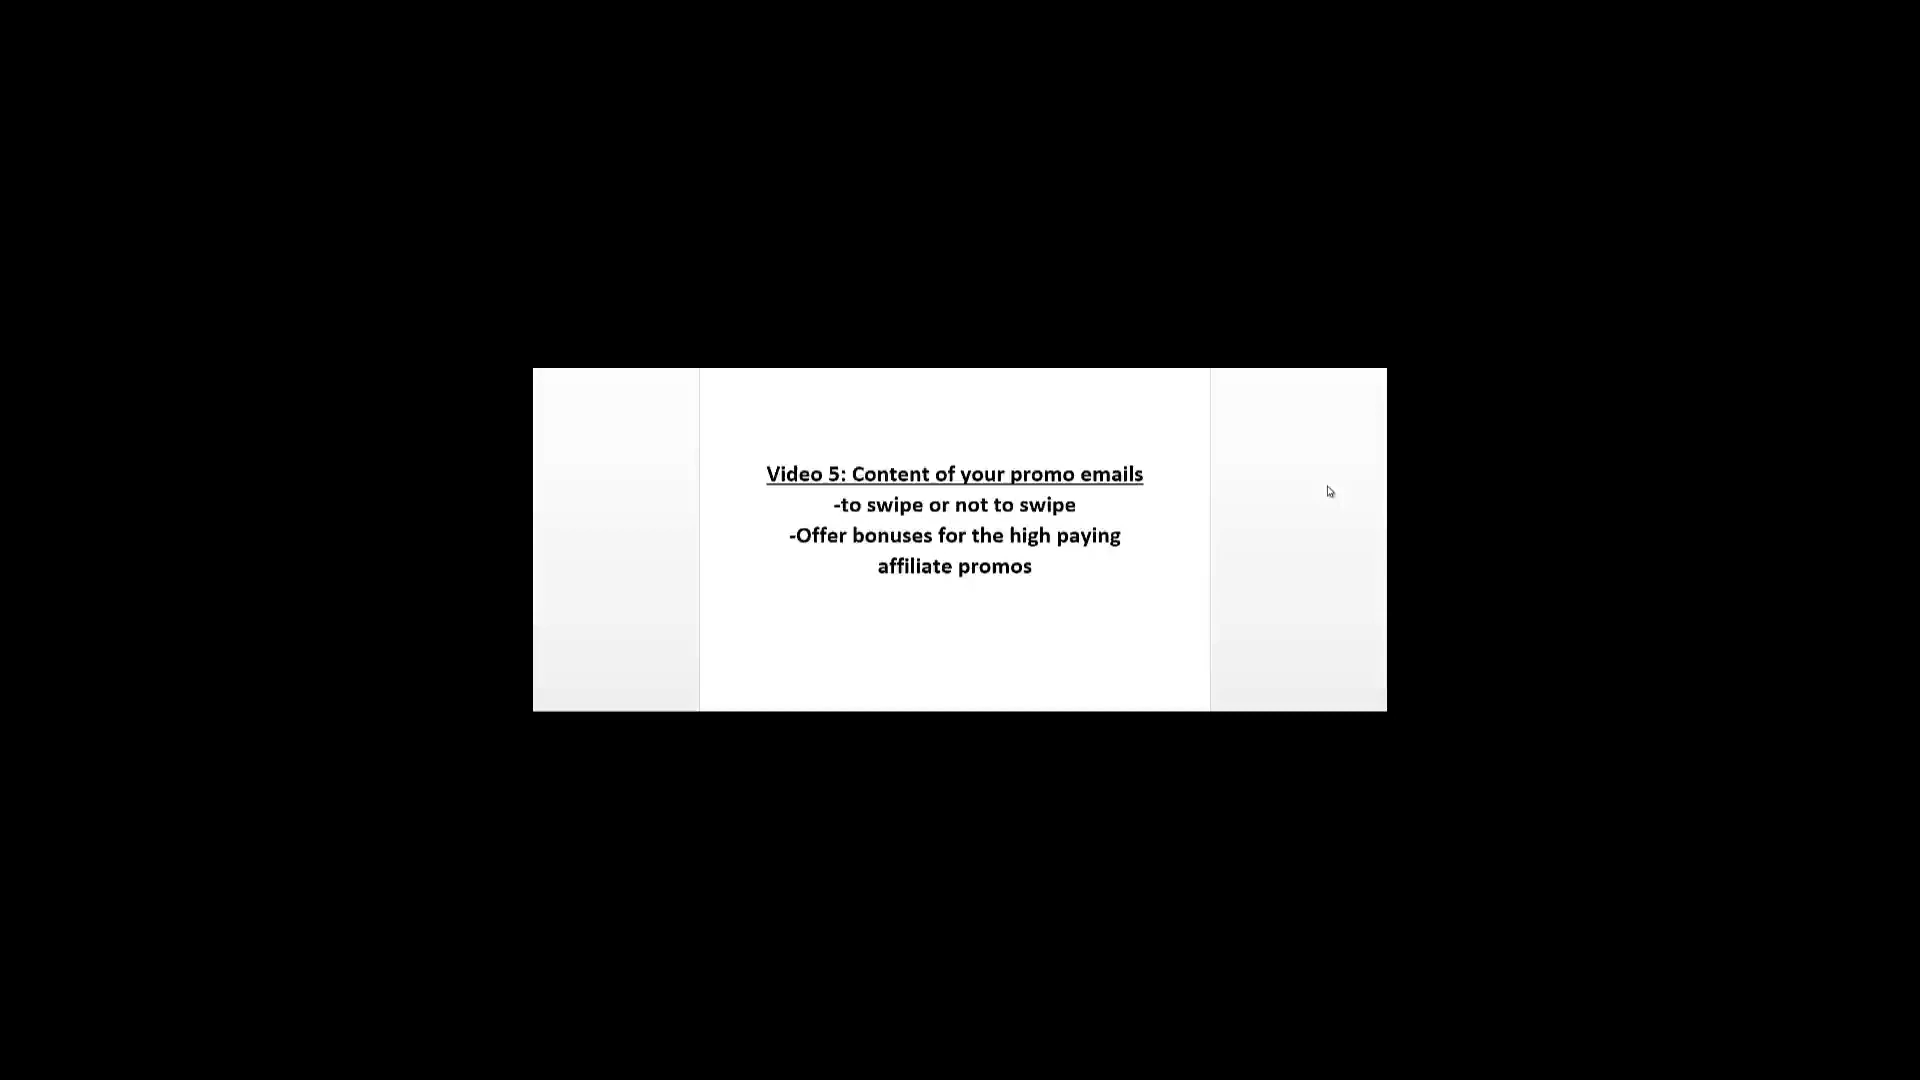 Video 5: Content of your promo emails
-to swipe or not to swipe
-Offer bonuses for the high paying
affiliate promos